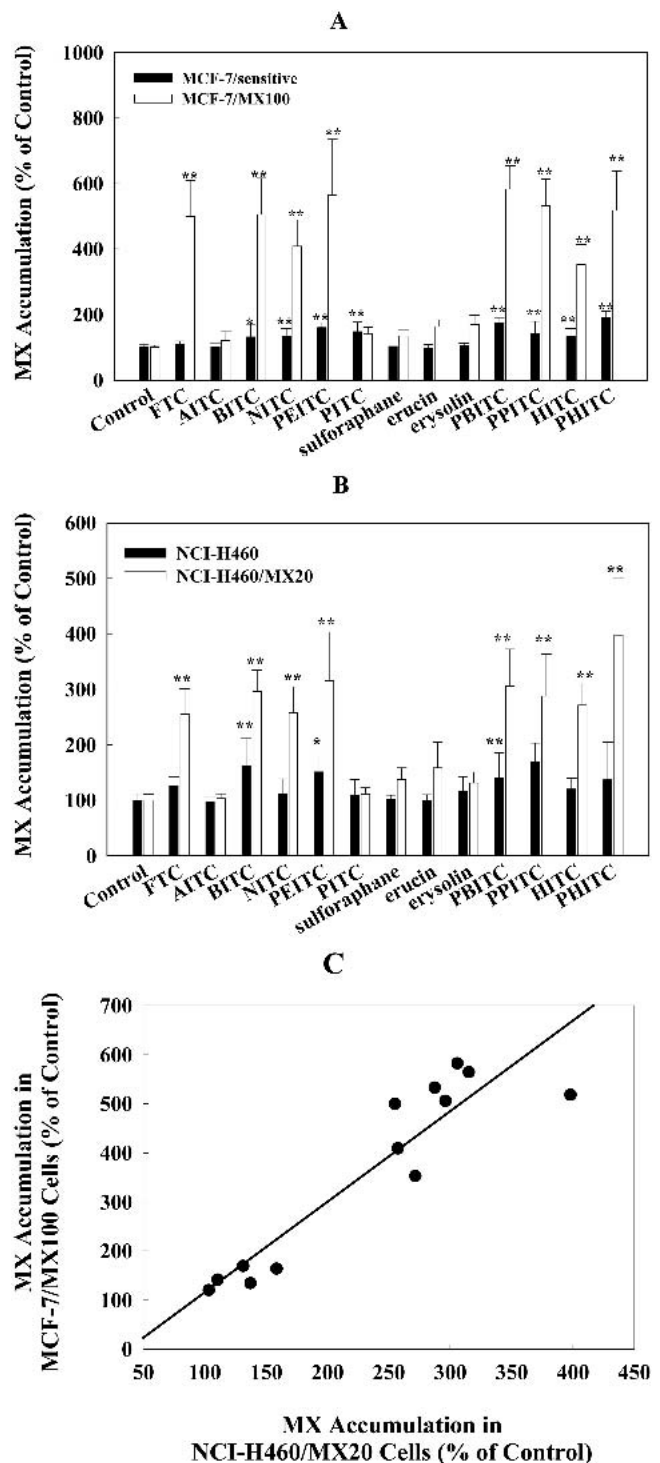 A
MX Accumulation (% of Control)
1000
800
600
400
200
0
MCF-7/sensitive
MCF-7/MX100
**
**
**
**
**
**
**
**
*
**
**
**
**
**
**
**
Control
FTC
AITC
BITC
NITC
PEITC
PITC
sulforaphane
erucin
erysolin
PBITC
PPITC
HITC
PHITC
B
MX Accumulation (% of Control)
600
500
400
300
200
100
0
NCI-H460
NCI-H460/MX20
**
**
**
**
**
**
**
**
**
*
**
Control
FTC
AITC
BITC
NITC
PEITC
PITC
sulforaphane
erucin
erysolin
PBITC
PPITC
HITC
PHITC
C
MX Accumulation in
MCF-7/MX100 Cells (% of Control)
700
600
500
400
300
200
100
0
50
100
150
200
250
300
350
400
450
MX Accumulation in
NCI-H460/MX20 Cells (% of Control)